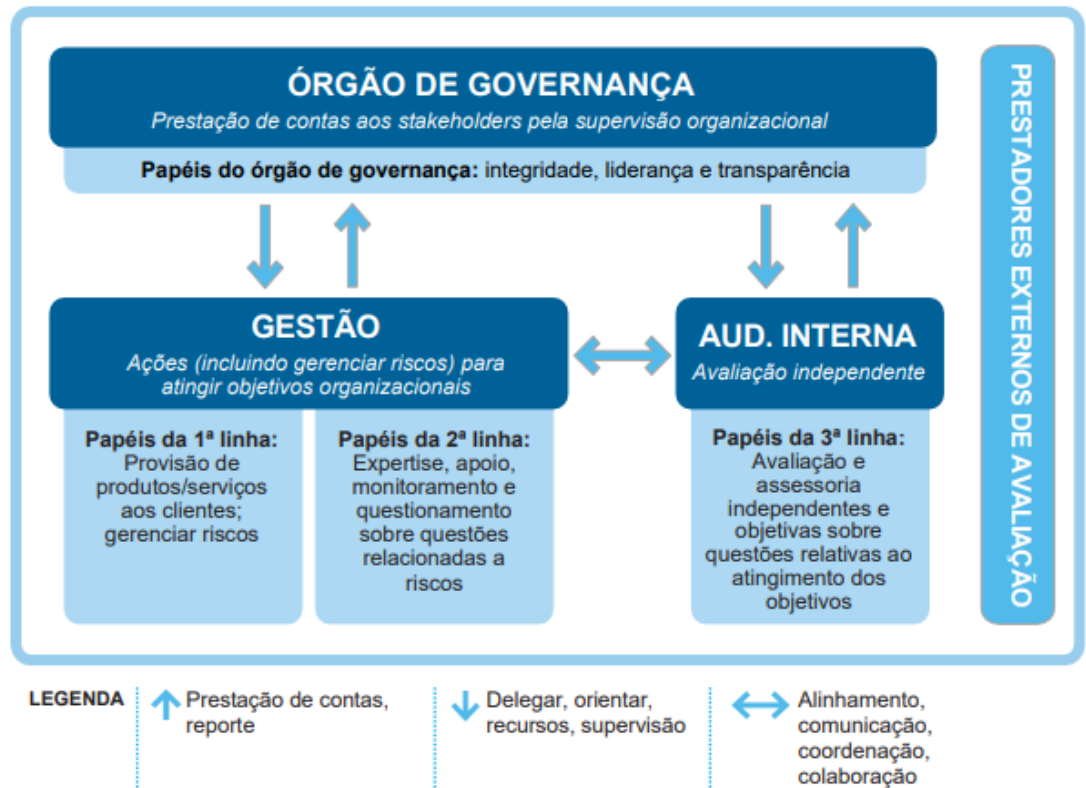 ÓRGÃO DE GOVERNANÇA
Prestação de contas aos stakeholders pela supervisão organizacional
Papéis do órgão de governança: integridade, liderança e transparência
GESTÃO
Ações (incluindo gerenciar riscos) para
atingir objetivos organizacionais
Papéis da 1ª linha:
Provisão de
produtos/serviços
aos clientes;
gerenciar riscos
Papéis da 2ª linha:
Expertise, apoio,
monitoramento e
questionamento
sobre questões
relacionadas a
riscos
AUD. INTERNA
Avaliação independente
Papéis da 3ª linha:
Avaliação e
assessoria
independentes e
objetivas sobre
questões relativas ao
atingimento dos
objetivos
PRESTADORES EXTERNOS DE AVALIAÇÃO
LEGENDA
Prestação de contas,
reporte
Delegar, orientar,
recursos, supervisão
Alinhamento,
comunicação,
coordenação,
colaboração